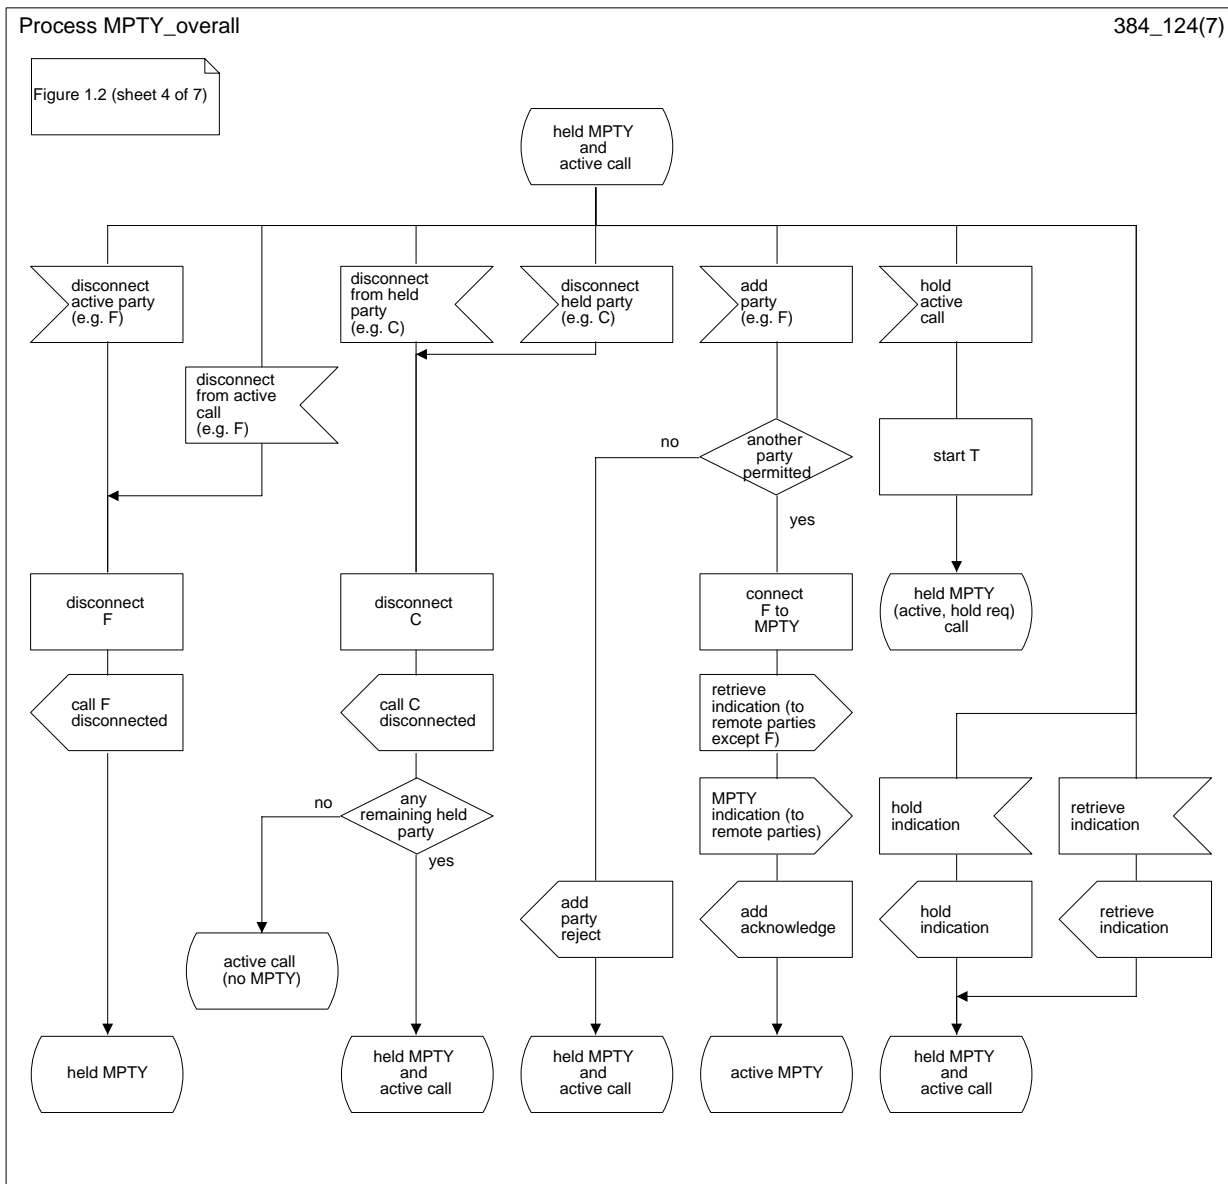 Process MPTY_overall
384_124(7)
Figure 1.2 (sheet 4 of 7)
held MPTY
and
active call
disconnect
active party
(e.g. F)
disconnect
from active
call
(e.g. F)
disconnect
from held
party
(e.g. C)
disconnect
held party
(e.g. C)
add
party
(e.g. F)
hold
active
call
no
another
party
permitted
yes
start T
disconnect
F
disconnect
C
connect
F to
MPTY
held MPTY
(active, hold req)
call
call F
disconnected
call C
disconnected
retrieve
indication (to
remote parties
except F)
no
any
remaining held
party
yes
MPTY
indication (to
remote parties)
hold
indication
retrieve
indication
add
party
reject
add
acknowledge
hold
indication
retrieve
indication
active call
(no MPTY)
held MPTY
held MPTY
and
active call
held MPTY
and
active call
active MPTY
held MPTY
and
active call